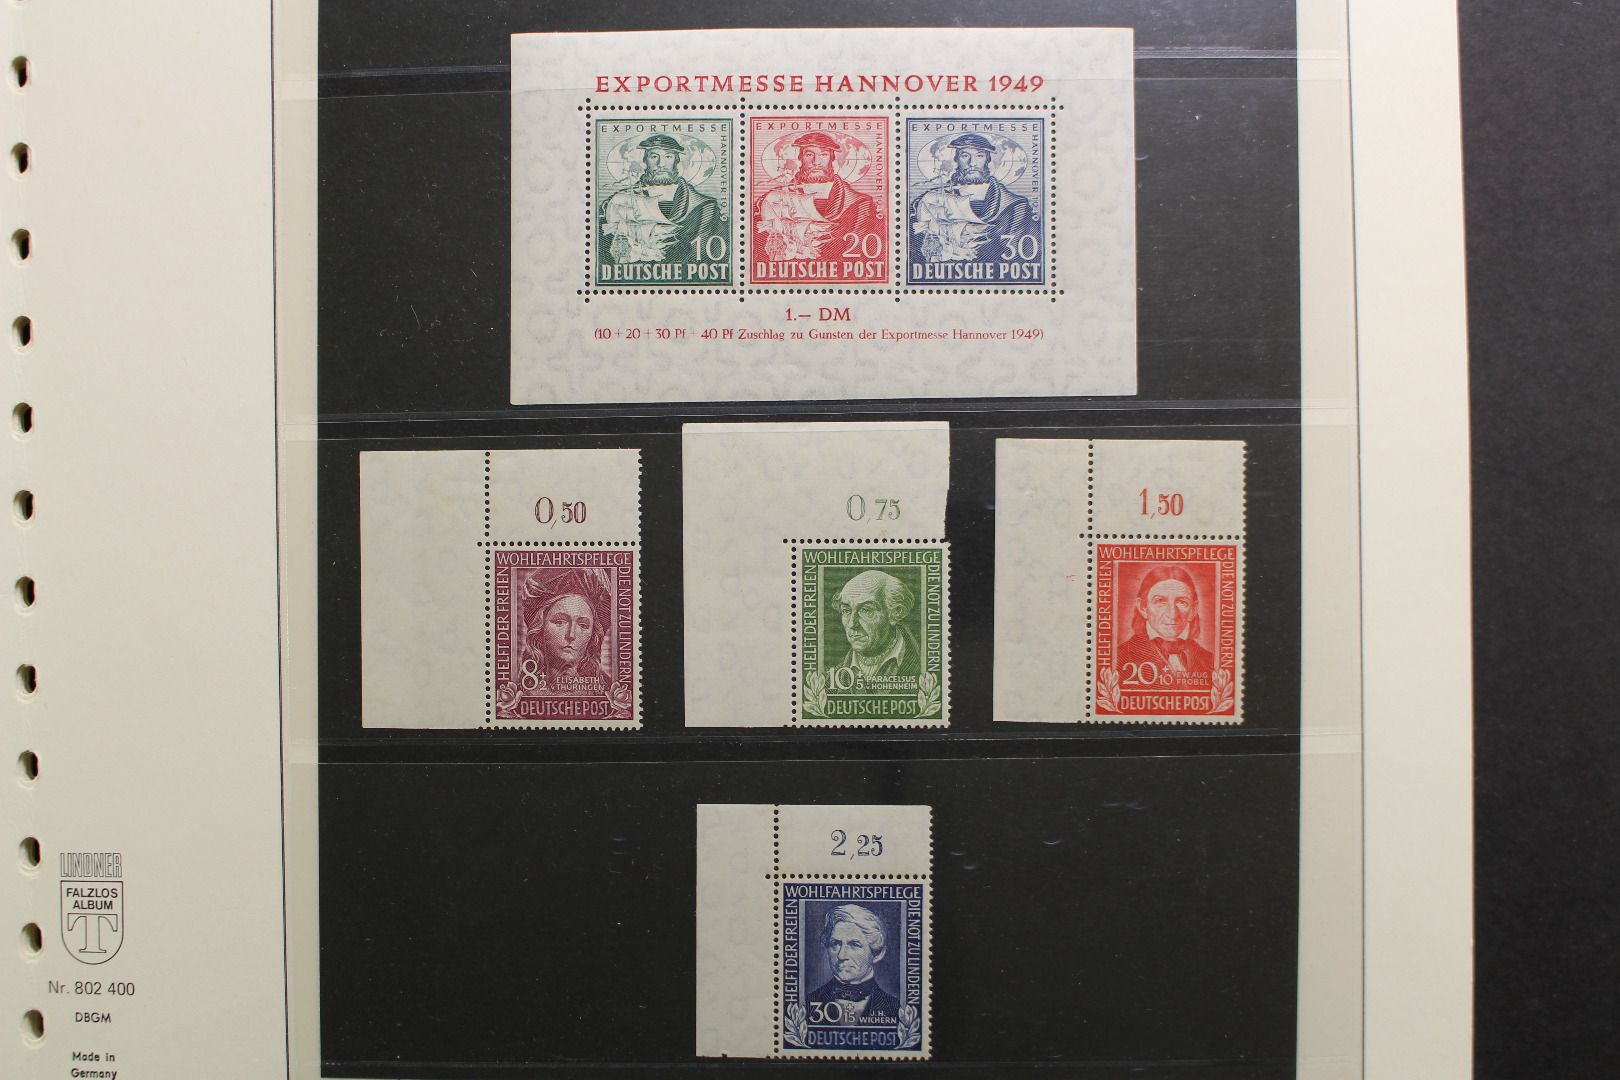 EXPORTMESSE HANNOVER 1949
EXPORTMESSE
HANNOVER 1949
10
DEUTSCHE POST
EXPORTMESSE
HANNOVER 1949
20
DEUTSCHE POST
EXPORTMESSE
HANNOVER 1949
30
DEUTSCHE POST
1.— DM
(10 + 20 + 30 Pf + 40 Pf Zuschlag zu Gunsten der Exportmesse Hannover 1949)
0,50
HELFT DER FREIEN
WOHLFAHRTSPFLEGE
DIE NOT ZU LINDERN
8+2
ELISABETH
v. THÜRINGEN
DEUTSCHE POST
0,75
HELFT DER FREIEN
WOHLFAHRTSPFLEGE
DIE NOT ZU LINDERN
10+5
PARACELSUS
v. HOHENHEIM
DEUTSCHE POST
1,50
HELFT DER FREIEN
WOHLFAHRTSPFLEGE
DIE NOT ZU LINDERN
20+10
F.W. AUG.
FRÖBEL
DEUTSCHE POST
2,25
HELFT DER FREIEN
WOHLFAHRTSPFLEGE
DIE NOT ZU LINDERN
30+15
J.H.
WICHERN
DEUTSCHE POST
LINDNER
FALZLOS
ALBUM
T
Nr. 802 400
DBGM
Made in
Germany